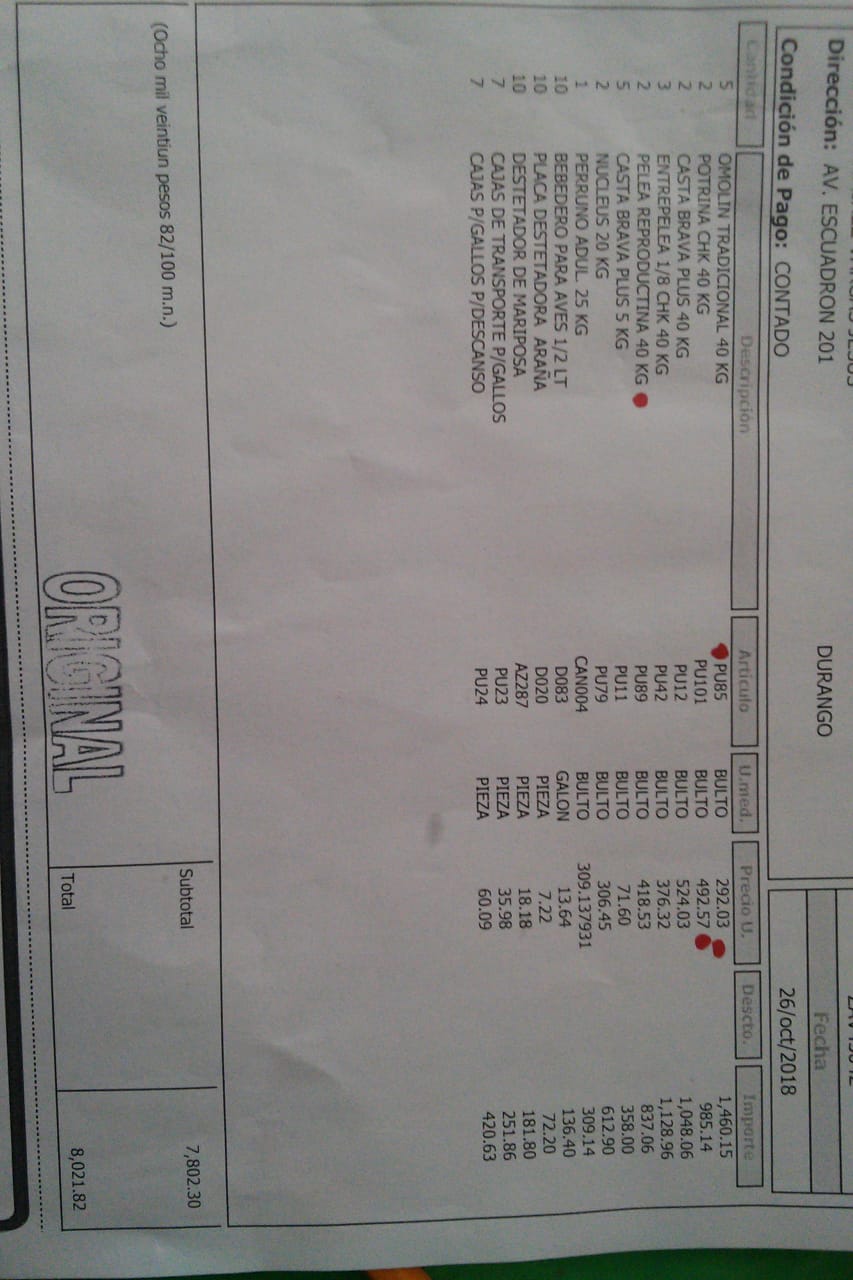 Dirección: AV. ESCUADRON 201 DURANGO
Fecha
Condición de Pago: CONTADO 26/oct/2018
Cantidad Descripción Articulo U.med. Precio U. Descto. Importe
5 OMOLIN TRADICIONAL 40 KG PU85 BULTO 292.03 1,460.15
2 POTRINA CHK 40 KG PU101 BULTO 492.57 985.14
2 CASTA BRAVA PLUS 40 KG PU12 BULTO 524.03 1,048.06
3 ENTREPELEA 1/8 CHK 40 KG PU42 BULTO 376.32 1,128.96
2 PELEA REPRODUCTINA 40 KG PU89 BULTO 418.53 837.06
5 CASTA BRAVA PLUS 5 KG PU11 BULTO 71.60 358.00
2 NUCLEUS 20 KG PU79 BULTO 306.45 612.90
1 PERRUNO ADUL. 25 KG CAN004 BULTO 309.137931 309.14
10 BEBEDERO PARA AVES 1/2 LT D083 GALON 13.64 136.40
10 PLACA DESTETADORA ARAÑA D020 PIEZA 7.22 72.20
10 DESTETADOR DE MARIPOSA AZ287 PIEZA 18.18 181.80
7 CAJAS DE TRANSPORTE P/GALLOS PU23 PIEZA 35.98 251.86
7 CAJAS P/GALLOS P/DESCANSO PU24 PIEZA 60.09 420.63
Subtotal 7,802.30
(Ocho mil veintiun pesos 82/100 m.n.)
ORIGINAL
Total 8,021.82